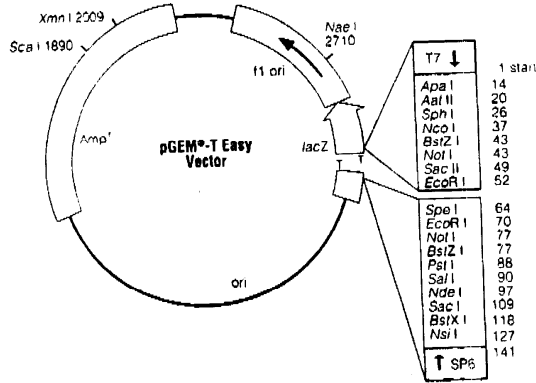 Xmn I 2009
Sca I 1890
Nae I
2710
f1 ori
T7 ↓
1 start
Apa I 14
Aat II 20
Sph I 26
Nco I 37
BstZ I 43
Not I 43
Sac II 49
EcoR I 52
Amp^r
pGEM®-T Easy
Vector
lacZ
T T
Spe I 64
EcoR I 70
Not I 77
BstZ I 77
Pst I 88
Sal I 90
Nde I 97
Sac I 109
BstX I 118
Nsi I 127
141
↑ SP6
ori